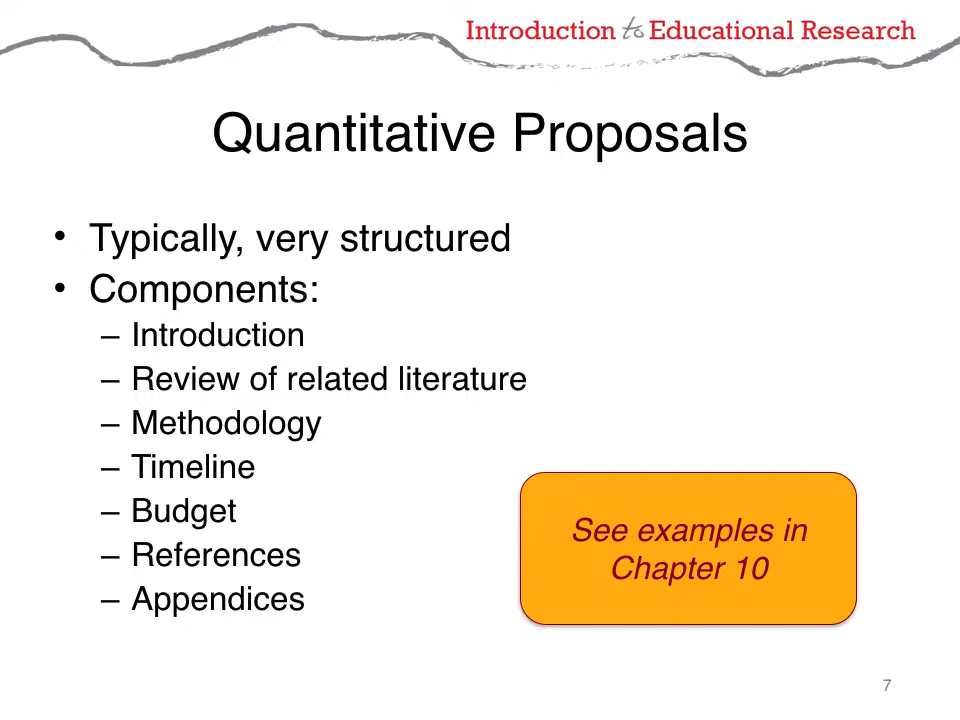 Introduction to Educational Research
Quantitative Proposals
• Typically, very structured
• Components:
– Introduction
– Review of related literature
– Methodology
– Timeline
– Budget
– References
– Appendices
See examples in
Chapter 10
7